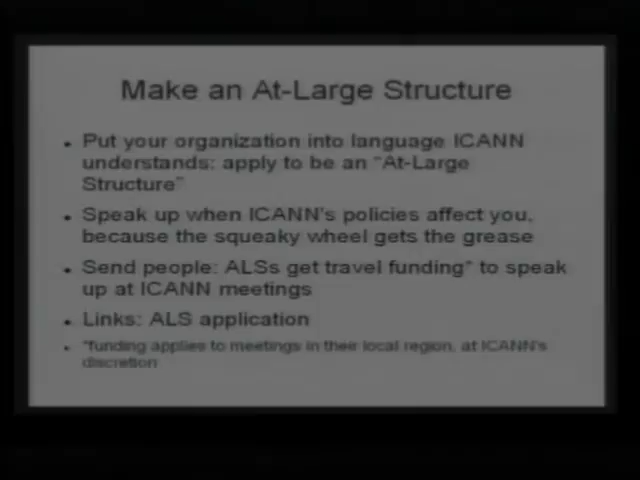 Make an At-Large Structure
• Put your organization into language ICANN
understands: apply to be an "At-Large
Structure"
• Speak up when ICANN's policies affect you,
because the squeaky wheel gets the grease
• Send people: ALSs get travel funding* to speak
up at ICANN meetings
• Links: ALS application
• *funding applies to meetings in their local region, at ICANN's
discretion